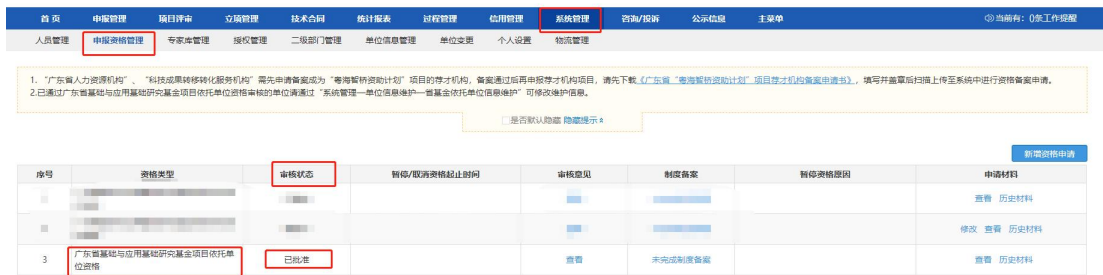 首页 申报管理 项目评审 立项管理 技术合同 统计报表 过程管理 信用管理 系统管理 咨询/投诉 公示信息 主菜单 当前有：0条工作提醒
人员管理 申报资格管理 专家库管理 授权管理 二级部门管理 单位信息管理 单位变更 个人设置 物流管理
1. “广东省人力资源机构”、“科技成果转移转化服务机构”需先申请备案成为“粤海智桥资助计划”项目的荐才机构，备案通过后再申报荐才机构项目，请先下载《广东省“粤海智桥资助计划”项目荐才机构备案申请书》，填写并盖章后扫描上传至系统中进行资格备案申请。
2.已通过广东省基础与应用基础研究基金项目依托单位资格审核的单位请通过“系统管理—单位信息维护—省基金依托单位信息维护”可修改维护信息。
是否默认隐藏 隐藏提示
新增资格申请
序号 资格类型 审核状态 暂停/取消资格起止时间 审核意见 制度备案 暂停资格原因 申请材料
查看 历史材料
修改 查看 历史材料
3 广东省基础与应用基础研究基金项目依托单 已批准 查看 未完成制度备案 查看 历史材料
位资格